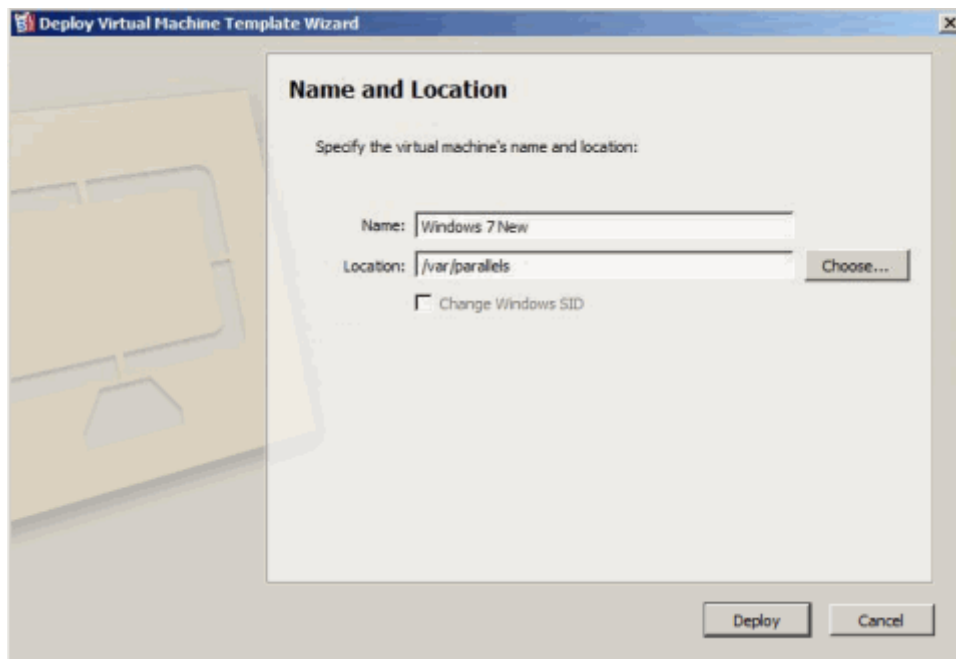 Deploy Virtual Machine Template Wizard
Name and Location
Specify the virtual machine's name and location:
Name: Windows 7 New
Location: /var/parallels Choose...
Change Windows SID
Deploy Cancel